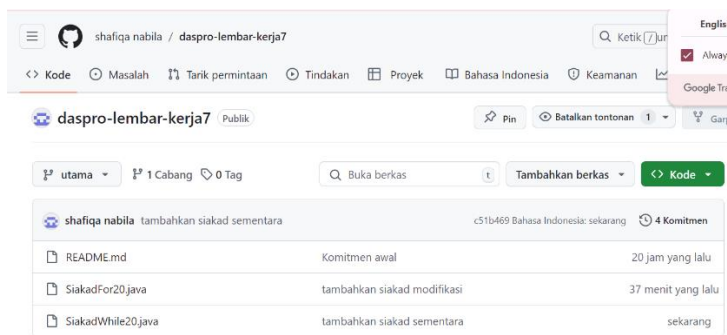 shafiqa nabila / daspro-lembar-kerja7
Ketik / un
Englis
Alway
Google Tra
Kode Masalah Tarik permintaan Tindakan Proyek Bahasa Indonesia Keamanan
daspro-lembar-kerja7 Publik Pin Batalkan tontonan 1 Garp
utama 1 Cabang 0 Tag Buka berkas t Tambahkan berkas Kode
shafiqa nabila tambahkan siakad sementara c51b469 Bahasa Indonesia: sekarang 4 Komitmen
README.md Komitmen awal 20 jam yang lalu
SiakadFor20.java tambahkan siakad modifikasi 37 menit yang lalu
SiakadWhile20.java tambahkan siakad sementara sekarang